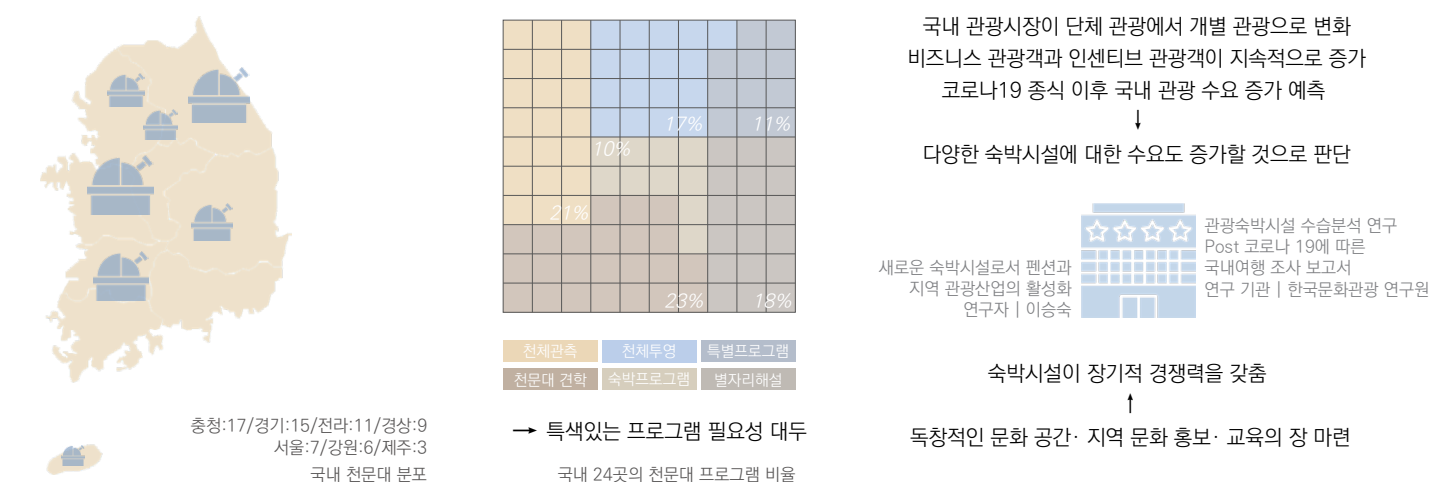 충청:17/경기:15/전라:11/경상:9
서울:7/강원:6/제주:3
국내 천문대 분포
17%
11%
10%
21%
23%
18%
천체관측
천체투영
특별프로그램
천문대 견학
숙박프로그램
별자리해설
→ 특색있는 프로그램 필요성 대두
국내 24곳의 천문대 프로그램 비율
국내 관광시장이 단체 관광에서 개별 관광으로 변화
비즈니스 관광객과 인센티브 관광객이 지속적으로 증가
코로나19 종식 이후 국내 관광 수요 증가 예측
↓
다양한 숙박시설에 대한 수요도 증가할 것으로 판단
새로운 숙박시설로서 펜션과
지역 관광산업의 활성화
연구자 | 이승숙
관광숙박시설 수습분석 연구
Post 코로나 19에 따른
국내여행 조사 보고서
연구 기관 | 한국문화관광 연구원
숙박시설이 장기적 경쟁력을 갖춤
↑
독창적인 문화 공간· 지역 문화 홍보· 교육의 장 마련